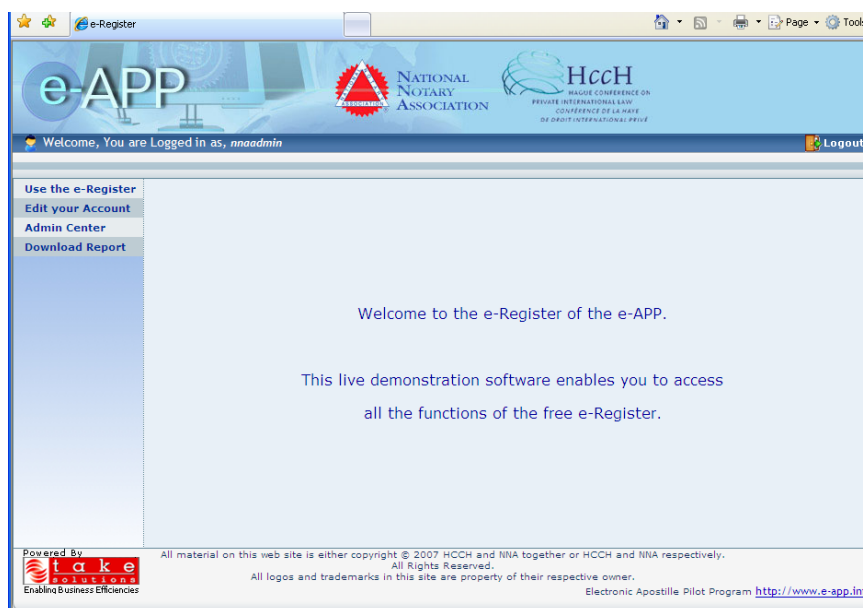 e-Register
Page
Tools
e-APP
NATIONAL
NOTARY
ASSOCIATION
ASSOCIATION
HccH
HAGUE CONFERENCE ON
PRIVATE INTERNATIONAL LAW
CONFÉRENCE DE LA HAYE
DE DROIT INTERNATIONAL PRIVÉ
Welcome, You are Logged in as, nnaadmin
Logout
Use the e-Register
Edit your Account
Admin Center
Download Report
Welcome to the e-Register of the e-APP.
This live demonstration software enables you to access
all the functions of the free e-Register.
Powered By
take
solutions
Enabling Business Efficiencies
All material on this web site is either copyright © 2007 HCCH and NNA together or HCCH and NNA respectively.
All Rights Reserved.
All logos and trademarks in this site are property of their respective owner.
Electronic Apostille Pilot Program http://www.e-app.in